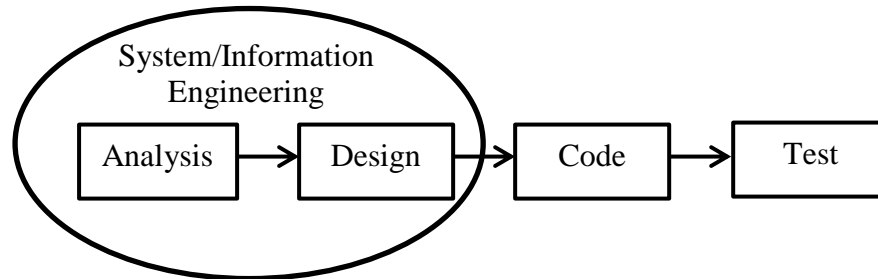 System/Information
Engineering
Analysis
Design
Code
Test